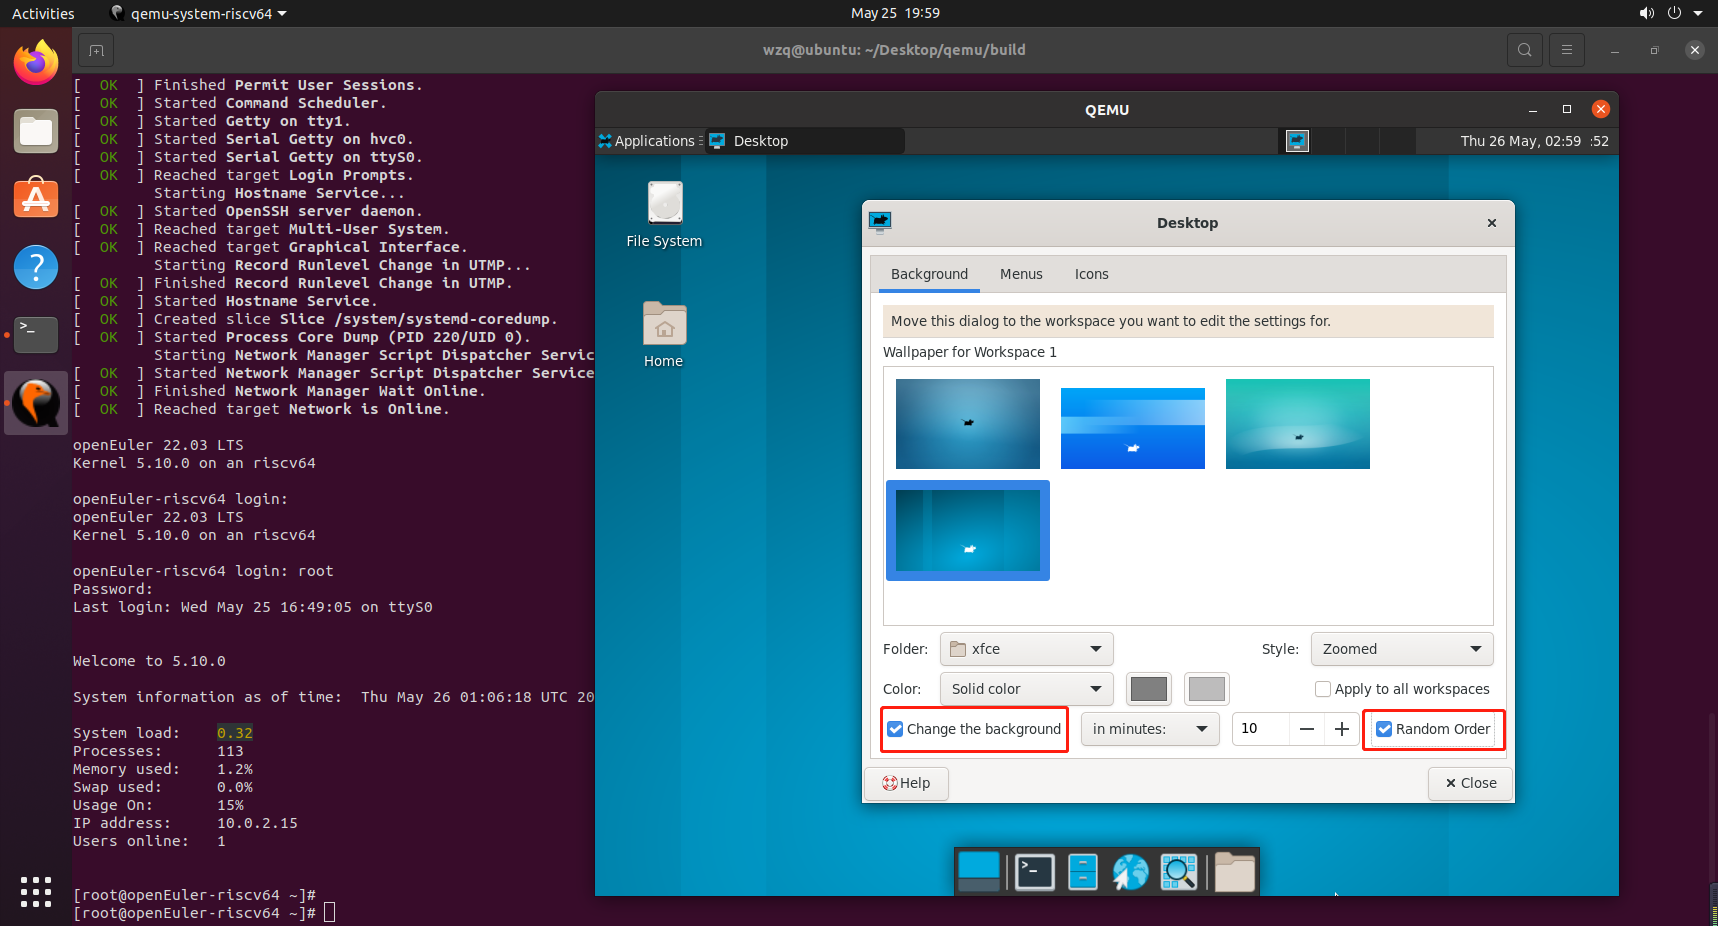 Activities
qemu-system-riscv64
May 25 19:59
wzq@ubuntu: ~/Desktop/qemu/build
[ OK ] Finished Permit User Sessions.
[ OK ] Started Command Scheduler.
[ OK ] Started Getty on tty1.
[ OK ] Started Serial Getty on hvc0.
[ OK ] Started Serial Getty on ttyS0.
[ OK ] Reached target Login Prompts.
Starting Hostname Service...
[ OK ] Started OpenSSH server daemon.
[ OK ] Reached target Multi-User System.
[ OK ] Reached target Graphical Interface.
Starting Record Runlevel Change in UTMP...
[ OK ] Finished Record Runlevel Change in UTMP.
[ OK ] Started Hostname Service.
[ OK ] Created slice Slice /system/systemd-coredump.
[ OK ] Started Process Core Dump (PID 220/UID 0).
Starting Network Manager Script Dispatcher Servic
[ OK ] Started Network Manager Script Dispatcher Service
[ OK ] Finished Network Manager Wait Online.
[ OK ] Reached target Network is Online.
openEuler 22.03 LTS
Kernel 5.10.0 on an riscv64
openEuler-riscv64 login:
openEuler 22.03 LTS
Kernel 5.10.0 on an riscv64
openEuler-riscv64 login: root
Password:
Last login: Wed May 25 16:49:05 on ttyS0
Welcome to 5.10.0
System information as of time: Thu May 26 01:06:18 UTC 20
System load: 0.32
Processes: 113
Memory used: 1.2%
Swap used: 0.0%
Usage On: 15%
IP address: 10.0.2.15
Users online: 1
[root@openEuler-riscv64 ~]#
[root@openEuler-riscv64 ~]#
QEMU
Applications
Desktop
Thu 26 May, 02:59 :52
File System
Home
Desktop
Background Menus Icons
Move this dialog to the workspace you want to edit the settings for.
Wallpaper for Workspace 1
Folder: xfce Style: Zoomed
Color: Solid color Apply to all workspaces
Change the background in minutes: 10 Random Order
Help Close